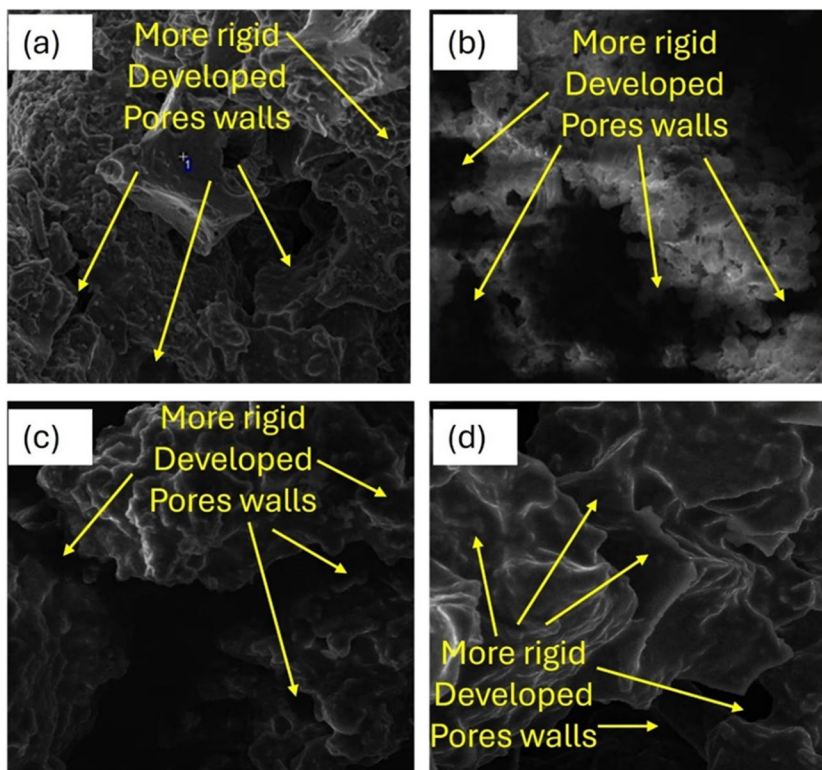 (a)
More rigid
Developed
Pores walls
1
(b)
More rigid
Developed
Pores walls
(c)
More rigid
Developed
Pores walls
(d)
More rigid
Developed
Pores walls